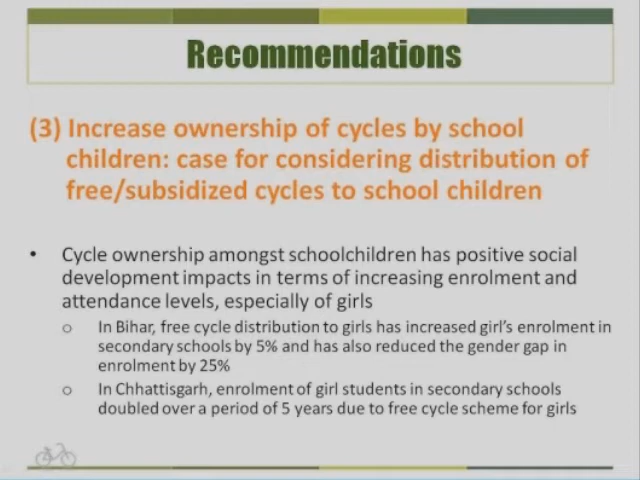 Recommendations
(3) Increase ownership of cycles by school
children: case for considering distribution of
free/subsidized cycles to school children
• Cycle ownership amongst schoolchildren has positive social
development impacts in terms of increasing enrolment and
attendance levels, especially of girls
o In Bihar, free cycle distribution to girls has increased girl's enrolment in
secondary schools by 5% and has also reduced the gender gap in
enrolment by 25%
o In Chhattisgarh, enrolment of girl students in secondary schools
doubled over a period of 5 years due to free cycle scheme for girls